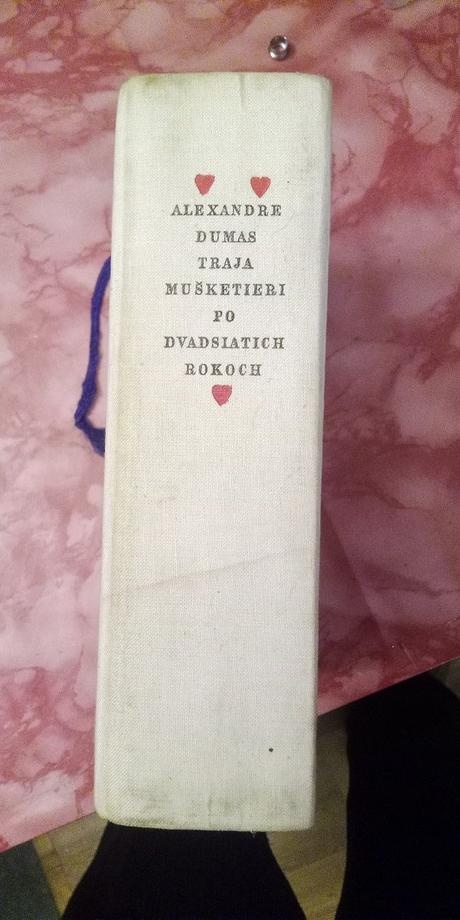 ALEXANDRE
DUMAS
TRAJA
MUŠKETIERI
PO
DVADSIATICH
ROKOCH